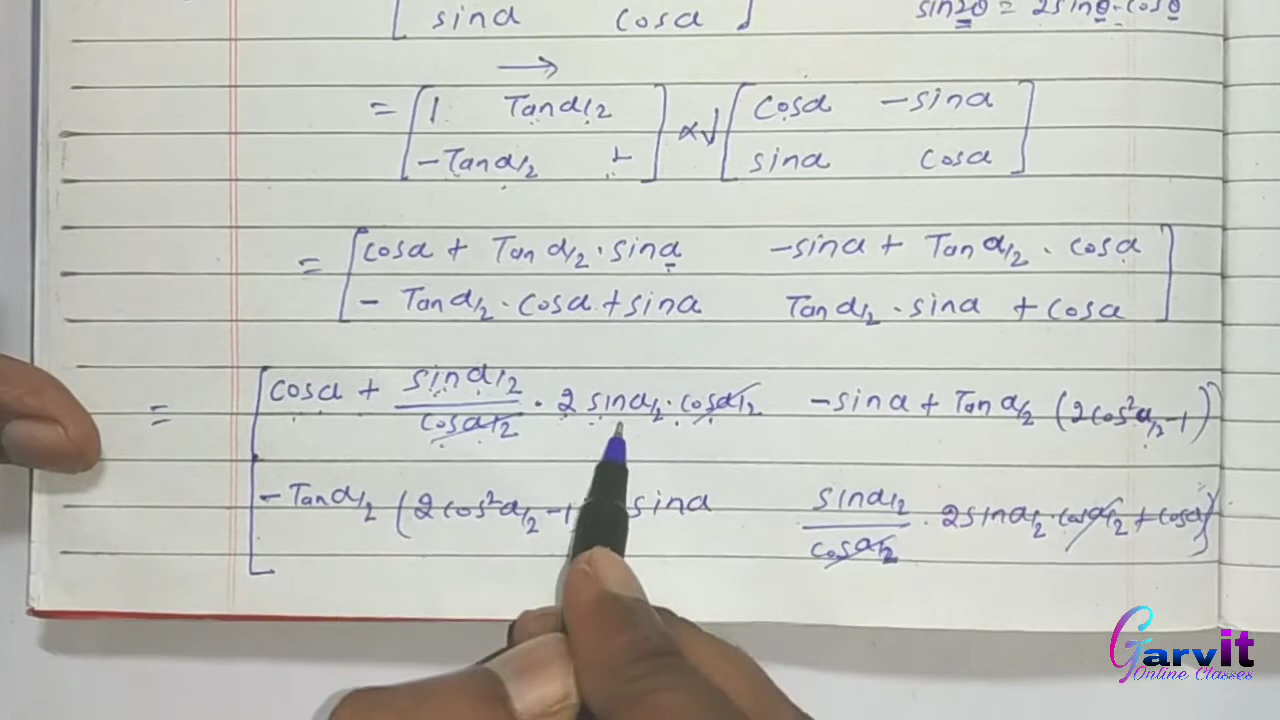 sinα cosα sin2θ = 2sinθ·cosθ
= [1 Tanα/2 -Tanα/2 1] × [cosα -sinα sinα cosα]
= [cosα + Tanα/2·sinα -sinα + Tanα/2·cosα
-Tanα/2·cosα+sinα Tanα/2·sinα + cosα]
= [cosα + sinα/2 / cosα/2 · 2 sinα/2·cosα/2 -sinα + Tanα/2 (2cos²α/2-1)
-Tanα/2 (2cos²α/2-1 sinα sinα/2 / cosα/2 · 2sinα/2·cosα/2 + cosα]
Garvit
Online Classes